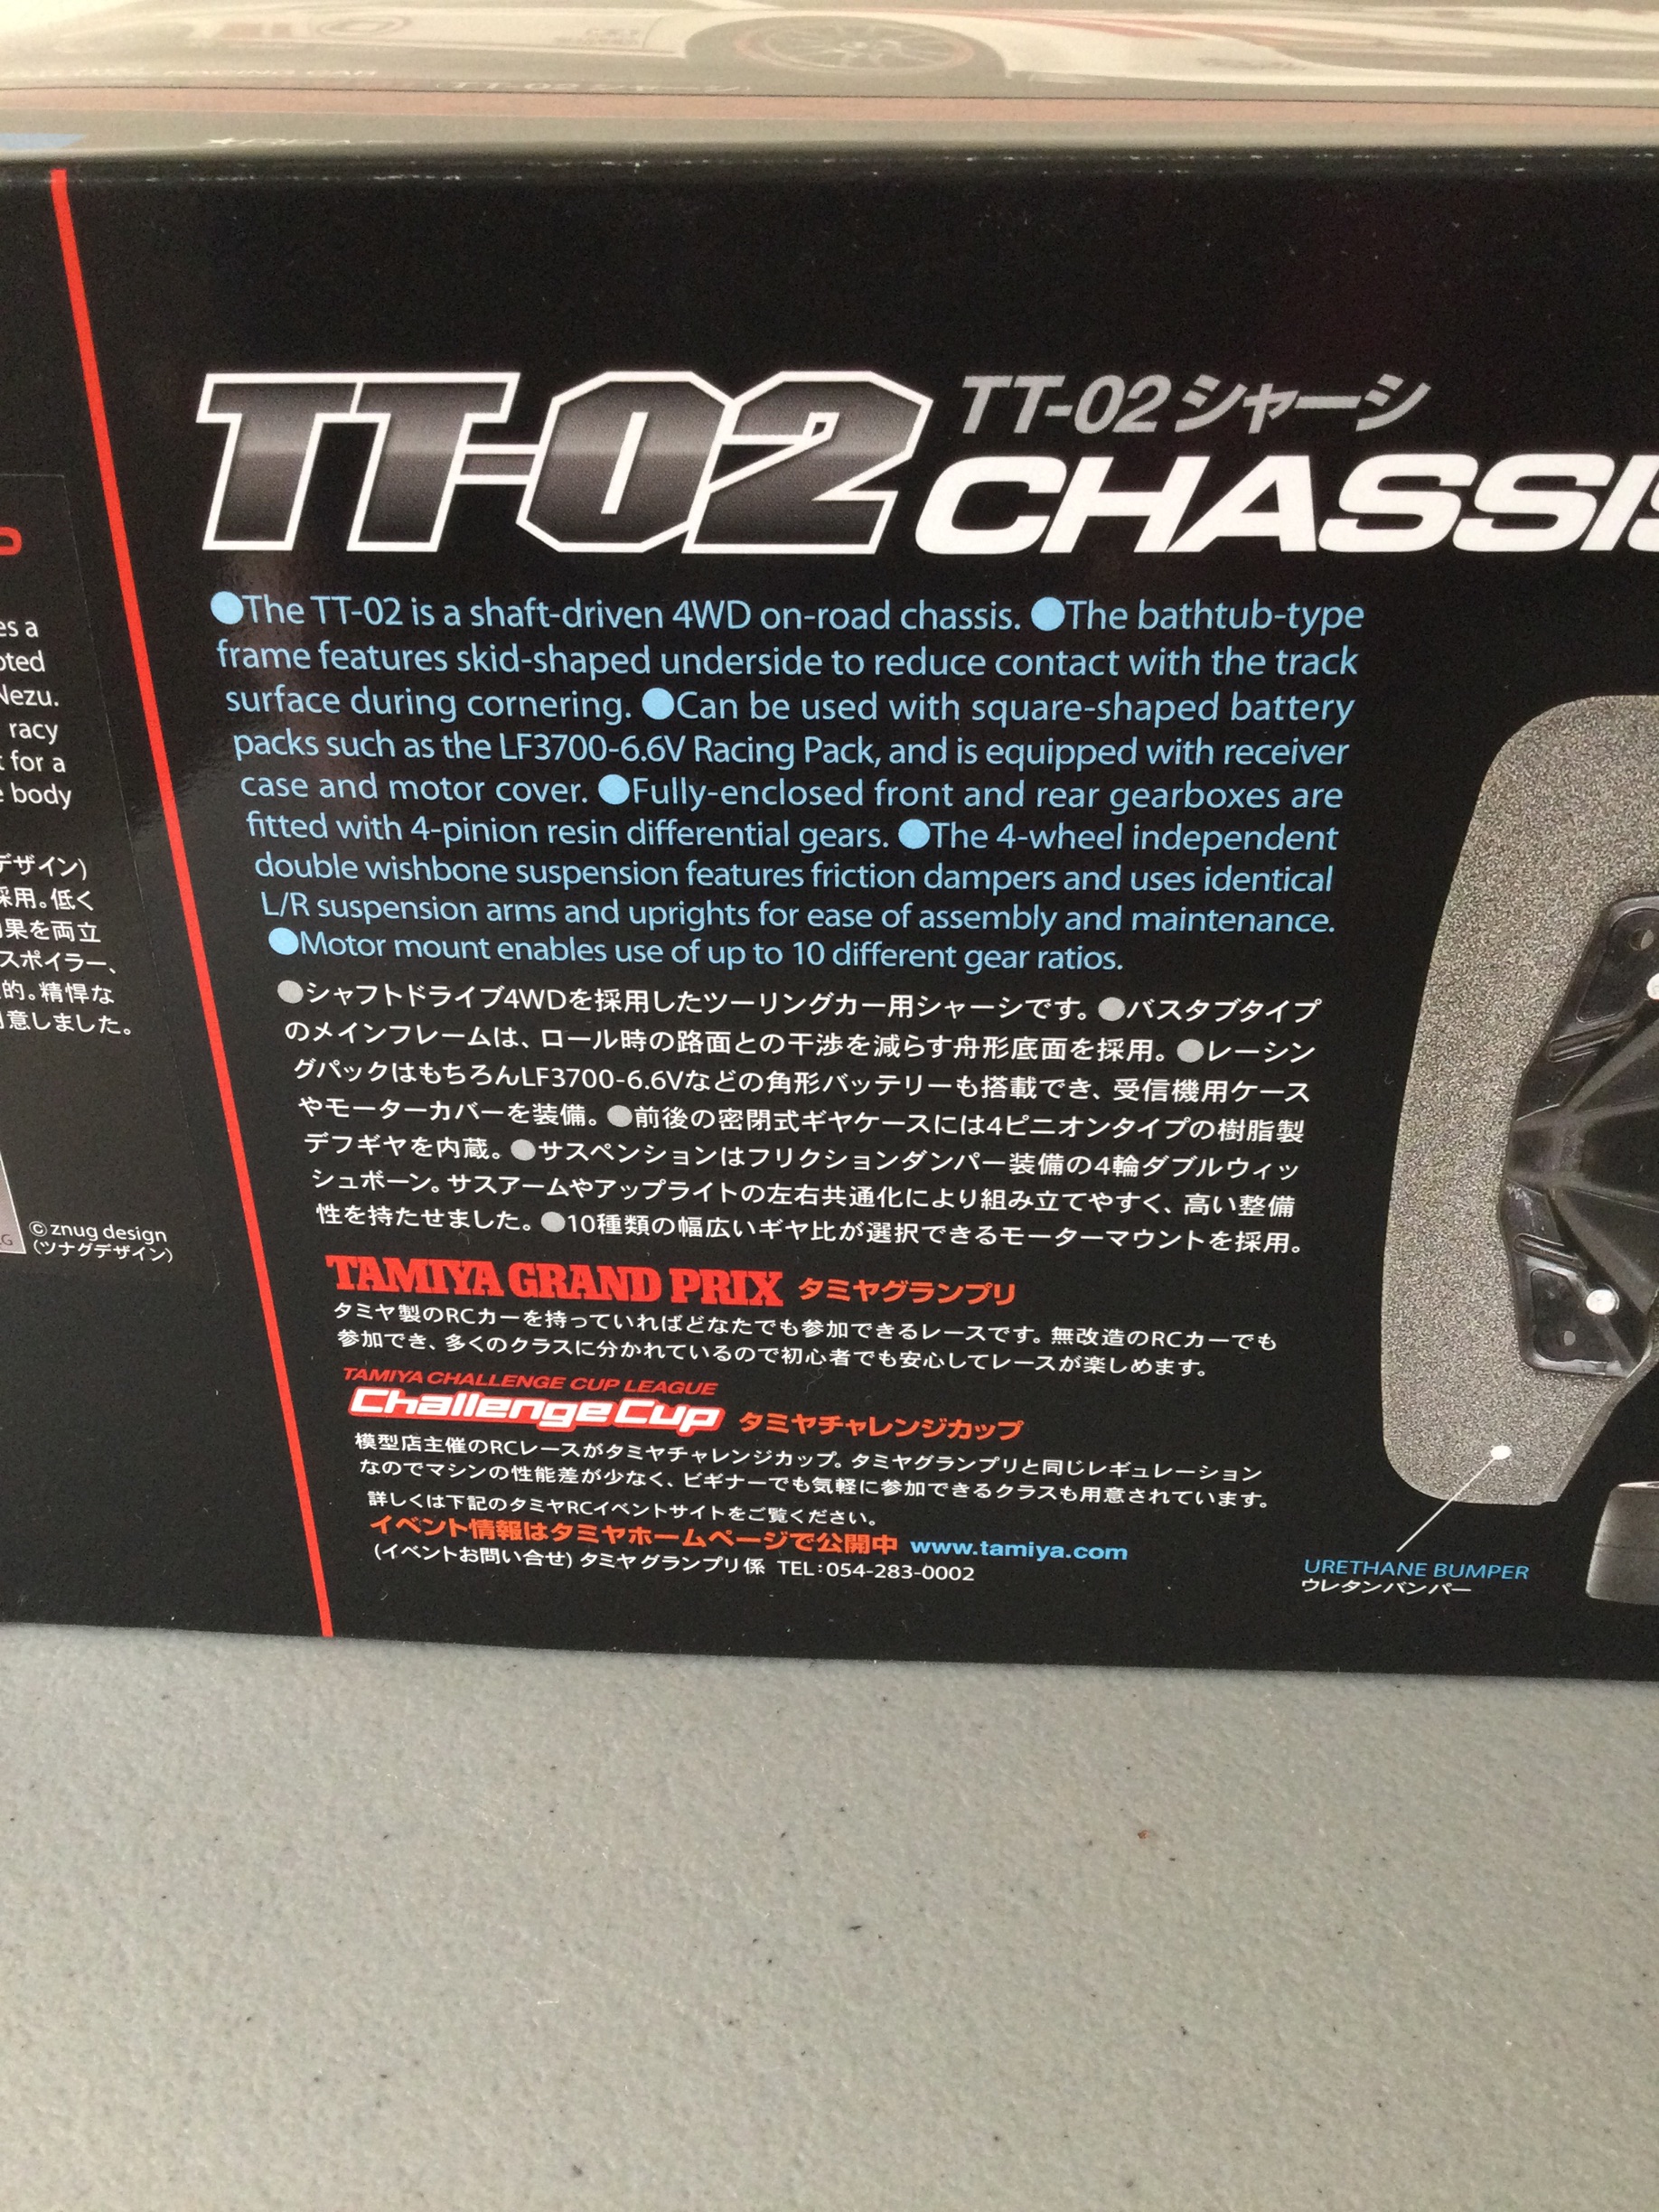 TT-02 TT-02シャーシ
CHASSIS
●The TT-02 is a shaft-driven 4WD on-road chassis. ●The bathtub-type
frame features skid-shaped underside to reduce contact with the track
surface during cornering. ●Can be used with square-shaped battery
packs such as the LF3700-6.6V Racing Pack, and is equipped with receiver
case and motor cover. ●Fully-enclosed front and rear gearboxes are
fitted with 4-pinion resin differential gears. ●The 4-wheel independent
double wishbone suspension features friction dampers and uses identical
L/R suspension arms and uprights for ease of assembly and maintenance.
●Motor mount enables use of up to 10 different gear ratios.
●シャフトドライブ4WDを採用したツーリングカー用シャーシです。●バスタブタイプ
のメインフレームは、ロール時の路面との干渉を減らす舟形底面を採用。●レーシン
グパックはもちろんLF3700-6.6Vなどの角形バッテリーも搭載でき、受信機用ケース
やモーターカバーを装備。●前後の密閉式ギヤケースには4ピニオンタイプの樹脂製
デフギヤを内蔵。●サスペンションはフリクションダンパー装備の4輪ダブルウィッ
シュボーン。サスアームやアップライトの左右共通化により組み立てやすく、高い整備
性を持たせました。●10種類の幅広いギヤ比が選択できるモーターマウントを採用。
TAMIYA GRAND PRIX タミヤグランプリ
タミヤ製のRCカーを持っていればどなたでも参加できるレースです。無改造のRCカーでも
参加でき、多くのクラスに分かれているので初心者でも安心してレースが楽しめます。
TAMIYA CHALLENGE CUP LEAGUE
Challenge Cup タミヤチャレンジカップ
模型店主催のRCレースがタミヤチャレンジカップ。タミヤグランプリと同じレギュレーション
なのでマシンの性能差が少なく、ビギナーでも気軽に参加できるクラスも用意されています。
詳しくは下記のタミヤRCイベントサイトをご覧ください。
イベント情報はタミヤホームページで公開中 www.tamiya.com
(イベントお問い合せ) タミヤグランプリ係 TEL:054-283-0002
URETHANE BUMPER
ウレタンバンパー
es a
Nezu.
racy
for a
body
デザイン)
採用。低く
果を両立
スポイラー、
的。精悍な
意しました。
© znug design
(ツナグデザイン)